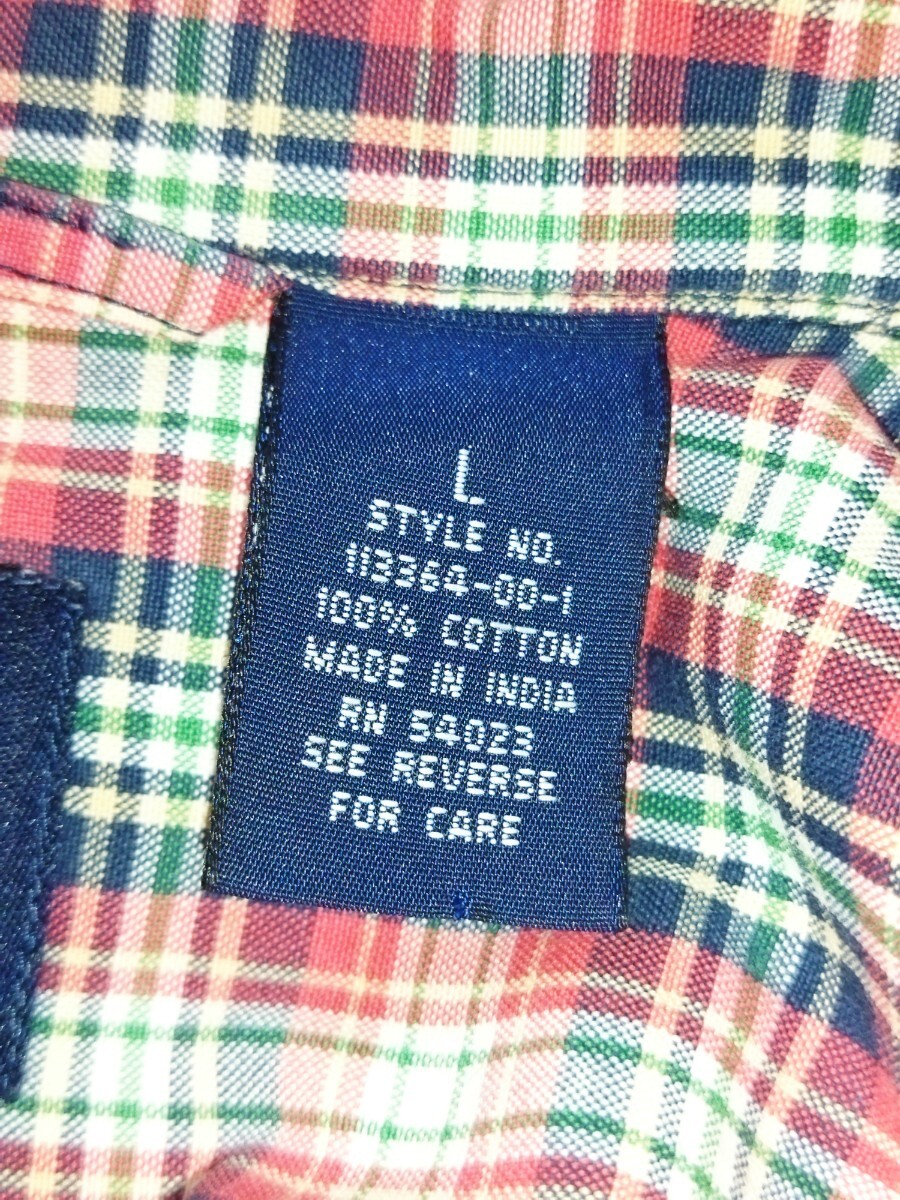 L
STYLE NO.
113364-00-1
100% COTTON
MADE IN INDIA
RN 54023
SEE REVERSE
FOR CARE